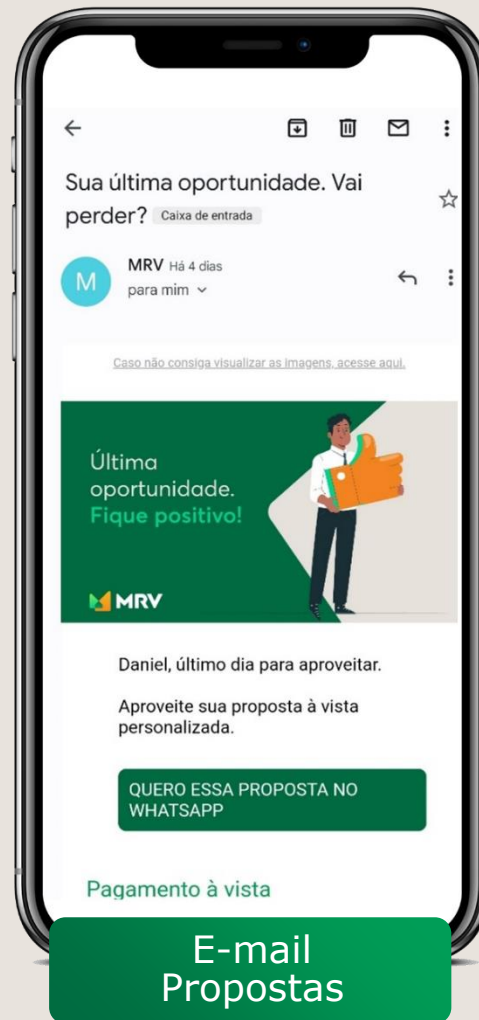 Sua última oportunidade. Vai
perder? Caixa de entrada
M
MRV Há 4 dias
para mim
Caso não consiga visualizar as imagens, acesse aqui.
Última
oportunidade.
Fique positivo!
MRV
Daniel, último dia para aproveitar.
Aproveite sua proposta à vista
personalizada.
QUERO ESSA PROPOSTA NO
WHATSAPP
Pagamento à vista
E-mail
Propostas